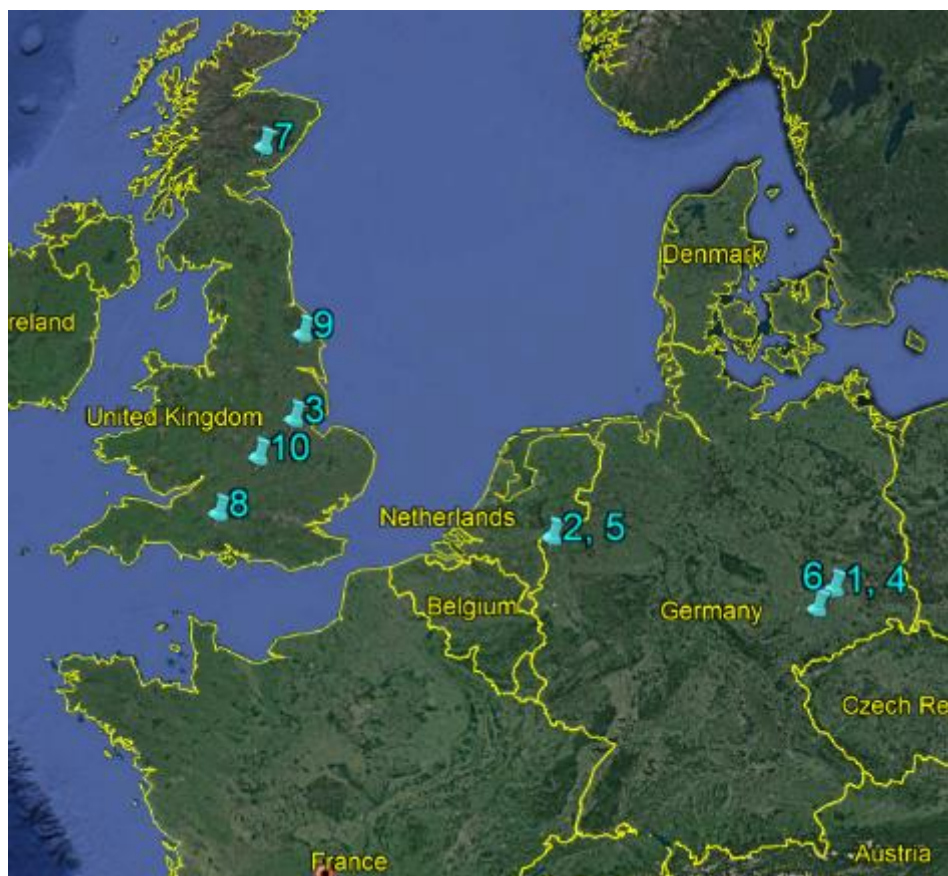 7
Denmark
9
reland
United Kingdom
3
10
8
Netherlands
2, 5
Belgium
6
1, 4
Germany
Czech Re
France
Austria